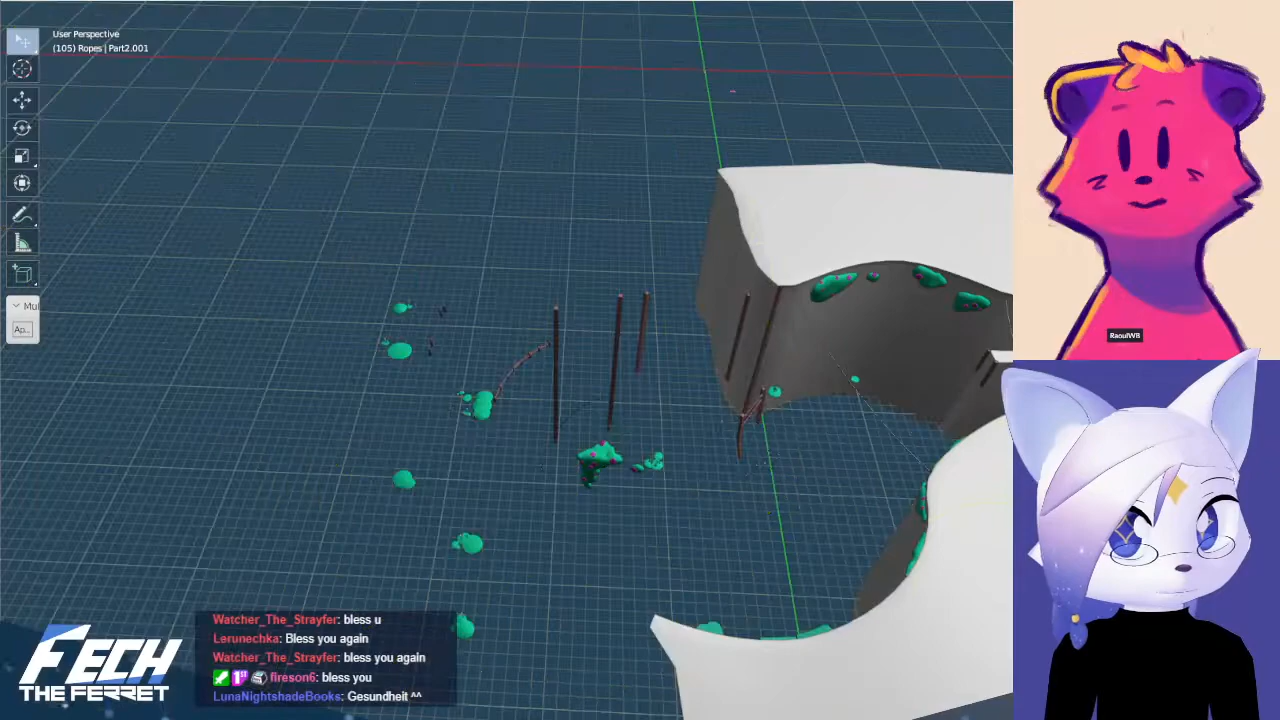 User Perspective
(105) Ropes | Part2.001
Mu
Ap..
RaoulWB
Watcher_The_Strayfer: bless u
Lerunechka: Bless you again
Watcher_The_Strayfer: bless you again
fireson6: bless you
LunaNightshadeBooks: Gesundheit ^^
FECH
THE FERRET